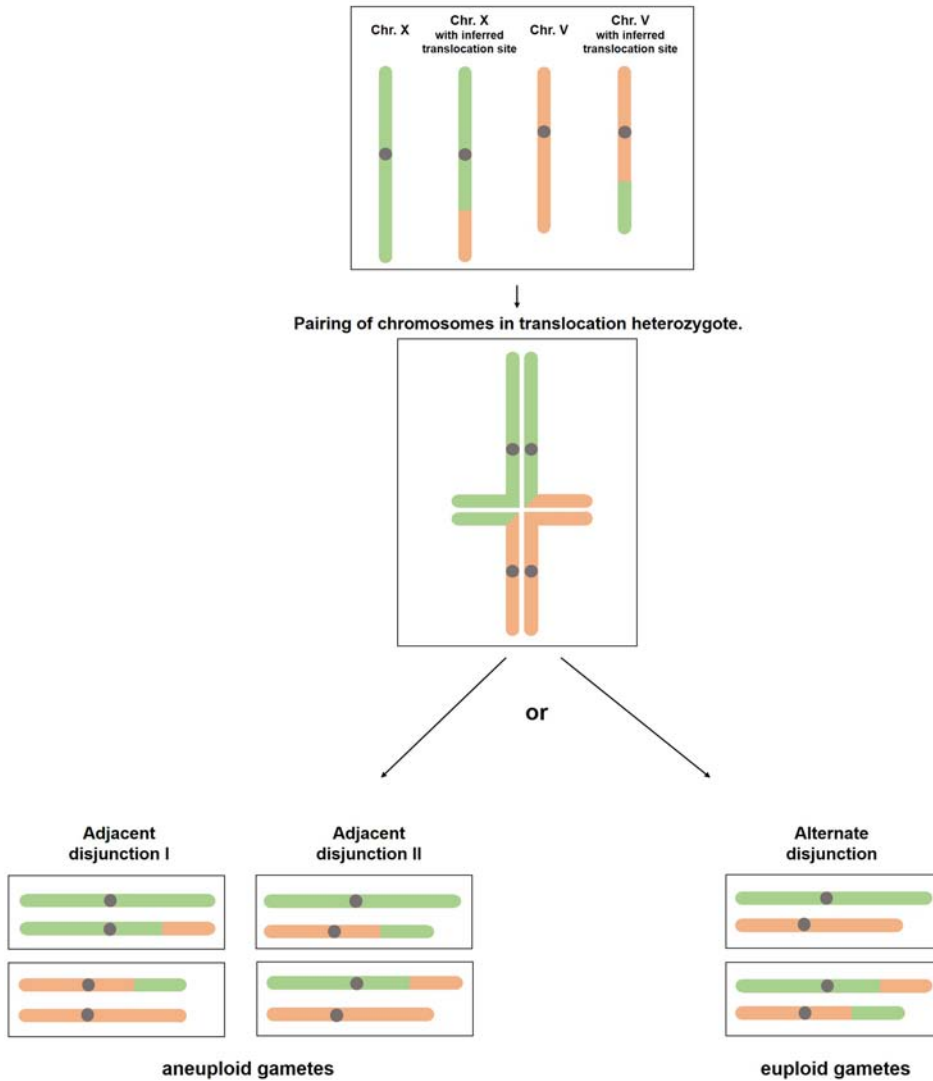 Chr. X
Chr. X
with inferred
translocation site
Chr. V
Chr. V
with inferred
translocation site
Pairing of chromosomes in translocation heterozygote.
or
Adjacent
disjunction I
Adjacent
disjunction II
Alternate
disjunction
aneuploid gametes
euploid gametes